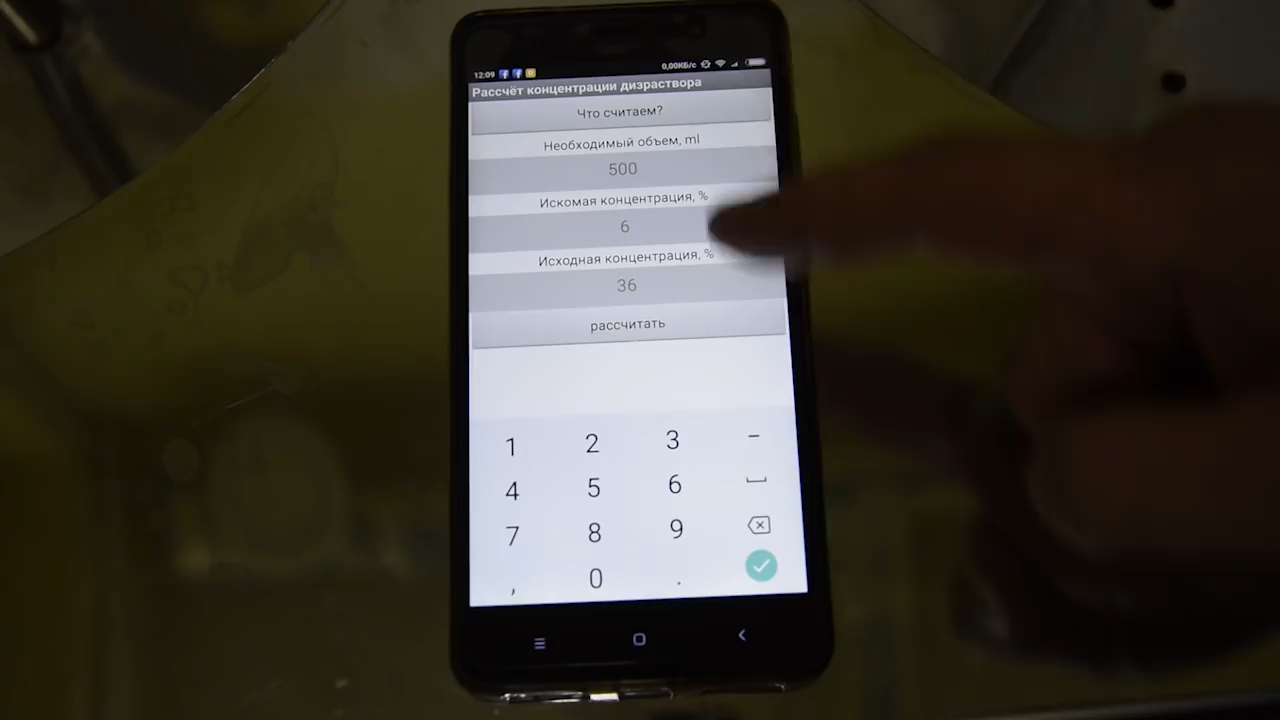 12:09 0,00КБ/с
Рассчёт концентрации дизраствора
Что считаем?
Необходимый объем, ml
500
Искомая концентрация, %
6
Исходная концентрация, %
36
рассчитать
1 2 3 -
4 5 6
7 8 9
, 0 .